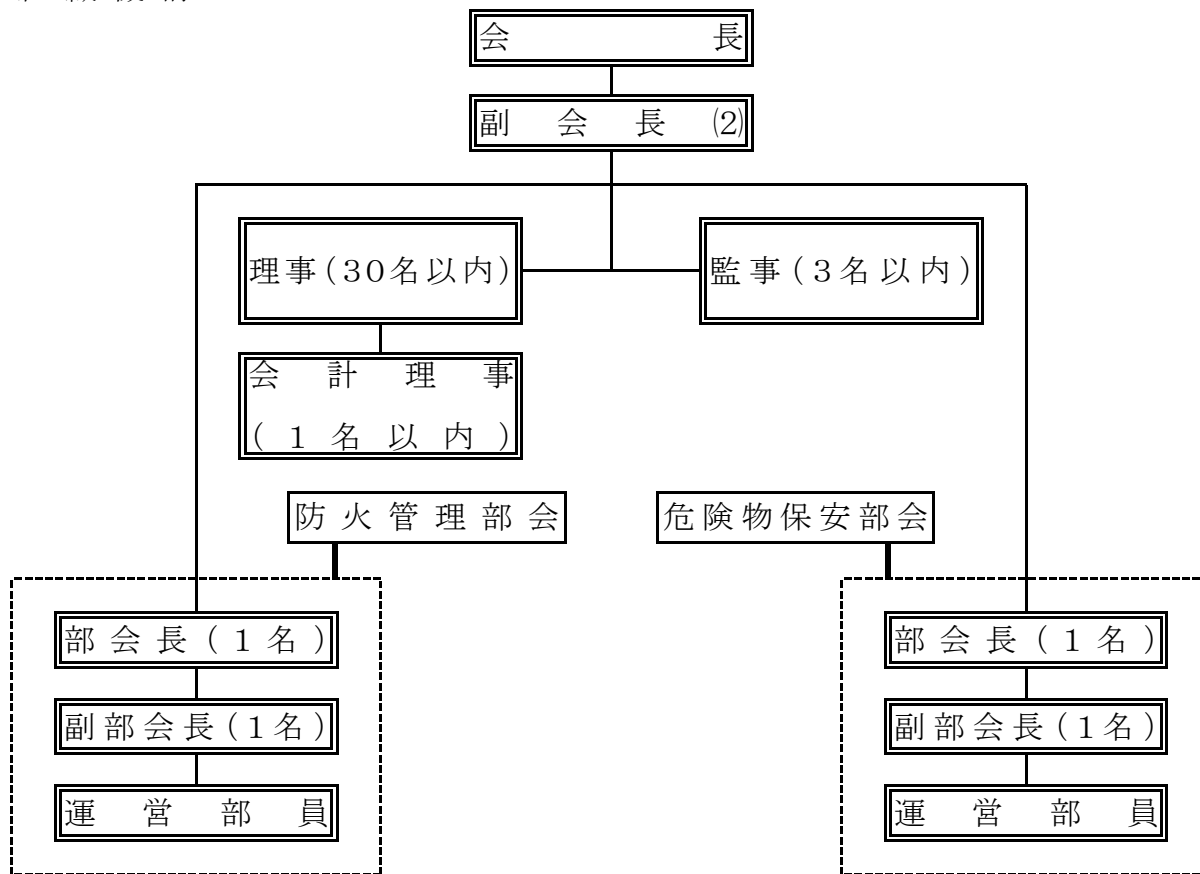 会長
副会長⑵
理事(30名以内)
監事(3名以内)
会計理事
(1名以内)
防火管理部会
危険物保安部会
部会長(1名)
部会長(1名)
副部会長(1名)
副部会長(1名)
運営部員
運営部員